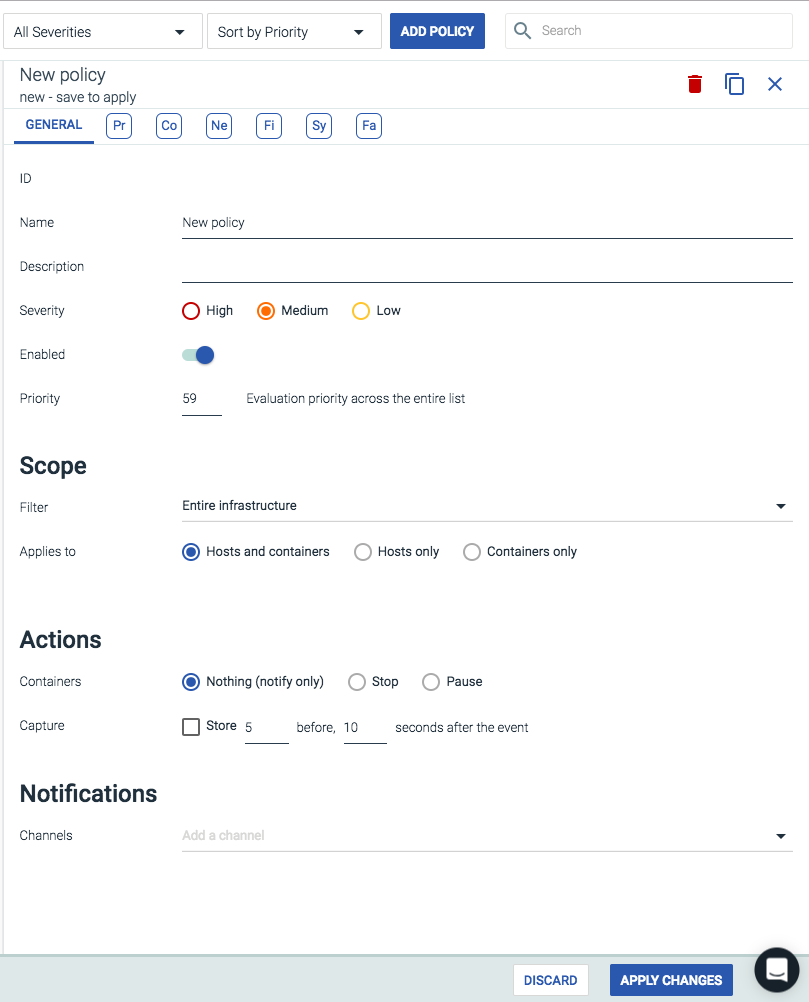 All Severities Sort by Priority ADD POLICY Search
New policy
new - save to apply
GENERAL Pr Co Ne Fi Sy Fa
ID
Name New policy
Description
Severity High Medium Low
Enabled
Priority 59 Evaluation priority across the entire list
Scope
Filter Entire infrastructure
Applies to Hosts and containers Hosts only Containers only
Actions
Containers Nothing (notify only) Stop Pause
Capture Store 5 before, 10 seconds after the event
Notifications
Channels Add a channel
DISCARD APPLY CHANGES